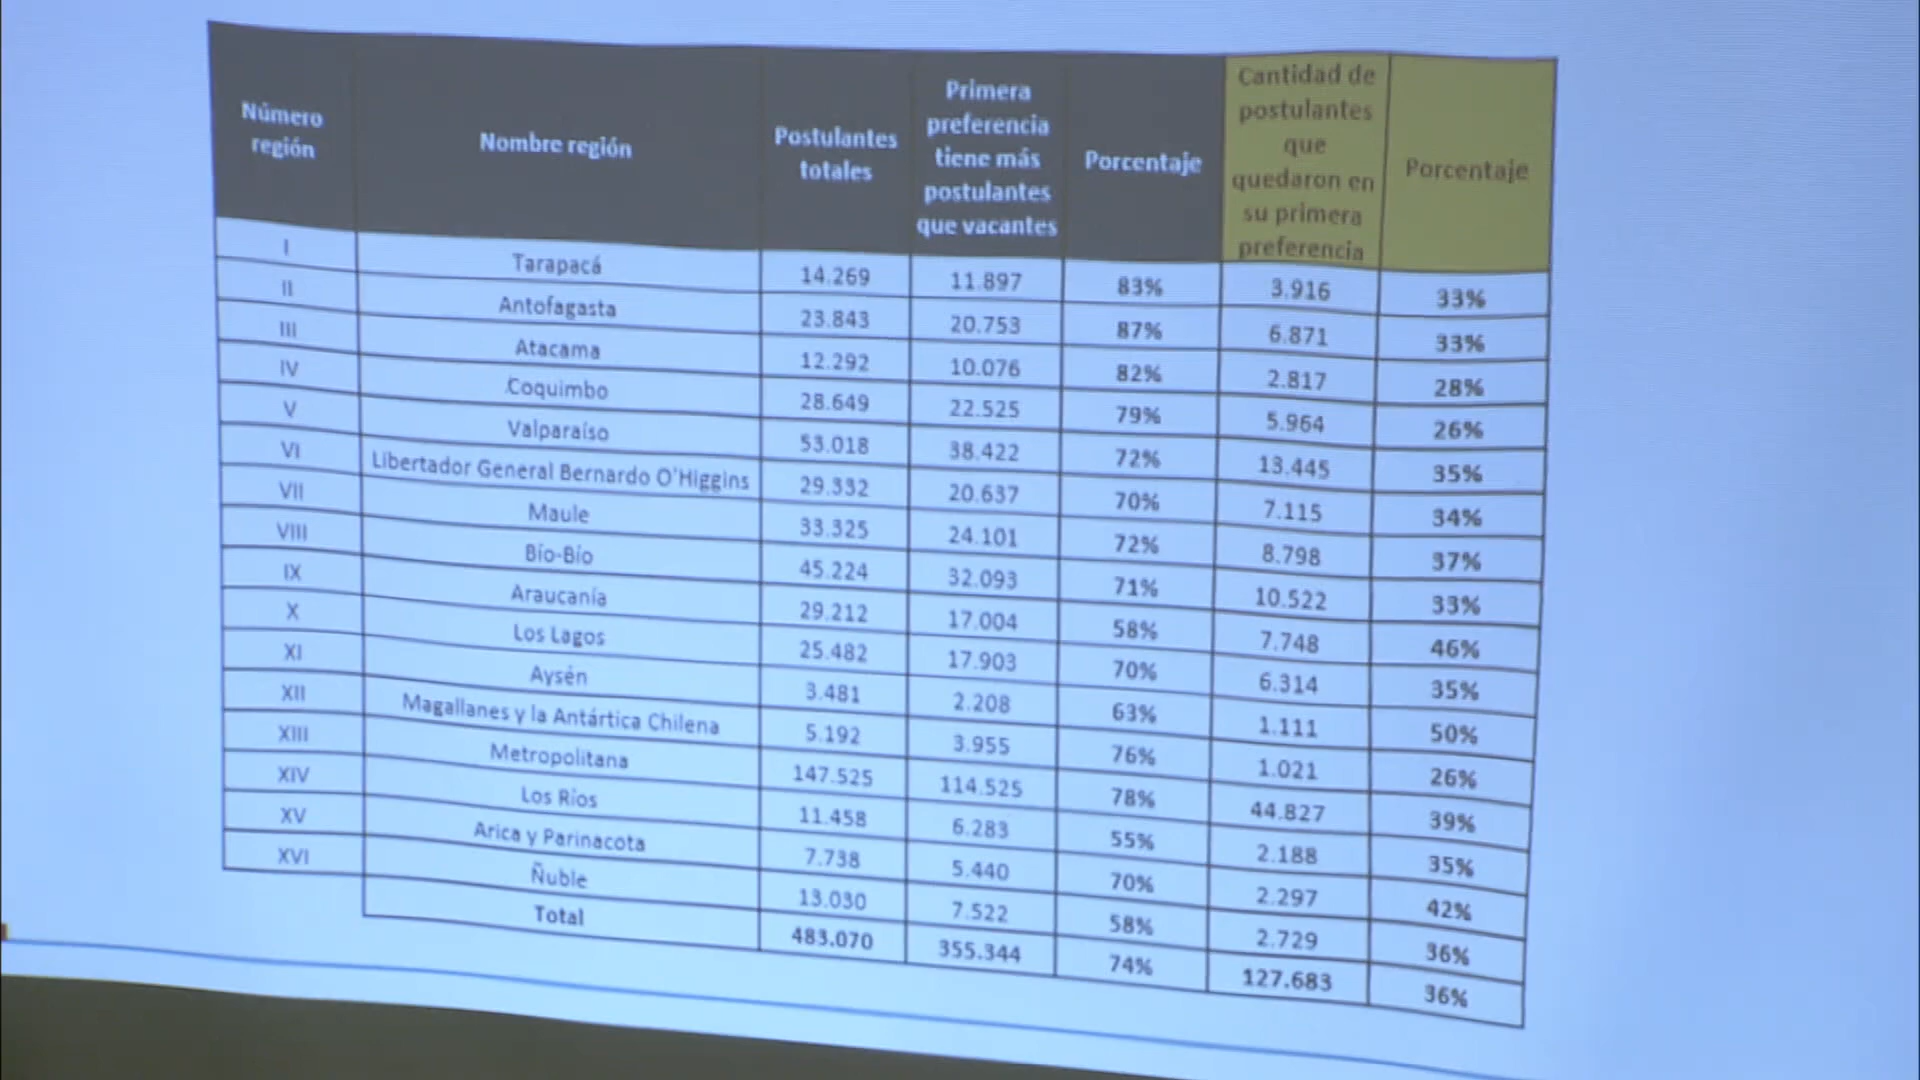 Número región | Nombre región | Postulantes totales | Primera preferencia tiene más postulantes que vacantes | Porcentaje | Cantidad de postulantes que quedaron en su primera preferencia | Porcentaje
I | Tarapacá | 14.269 | 11.897 | 83% | 3.916 | 33%
II | Antofagasta | 23.843 | 20.753 | 87% | 6.871 | 33%
III | Atacama | 12.292 | 10.076 | 82% | 2.817 | 28%
IV | Coquimbo | 28.649 | 22.525 | 79% | 5.964 | 26%
V | Valparaíso | 53.018 | 38.422 | 72% | 13.445 | 35%
VI | Libertador General Bernardo O'Higgins | 29.332 | 20.637 | 70% | 7.115 | 34%
VII | Maule | 33.325 | 24.101 | 72% | 8.798 | 37%
VIII | Bío-Bío | 45.224 | 32.093 | 71% | 10.522 | 33%
IX | Araucanía | 29.212 | 17.004 | 58% | 7.748 | 46%
X | Los Lagos | 25.482 | 17.903 | 70% | 6.314 | 35%
XI | Aysén | 3.481 | 2.208 | 63% | 1.111 | 50%
XII | Magallanes y la Antártica Chilena | 5.192 | 3.955 | 76% | 1.021 | 26%
XIII | Metropolitana | 147.525 | 114.525 | 78% | 44.827 | 39%
XIV | Los Ríos | 11.458 | 6.283 | 55% | 2.188 | 35%
XV | Arica y Parinacota | 7.738 | 5.440 | 70% | 2.297 | 42%
XVI | Ñuble | 13.030 | 7.522 | 58% | 2.729 | 36%
Total | 483.070 | 355.344 | 74% | 127.683 | 36%